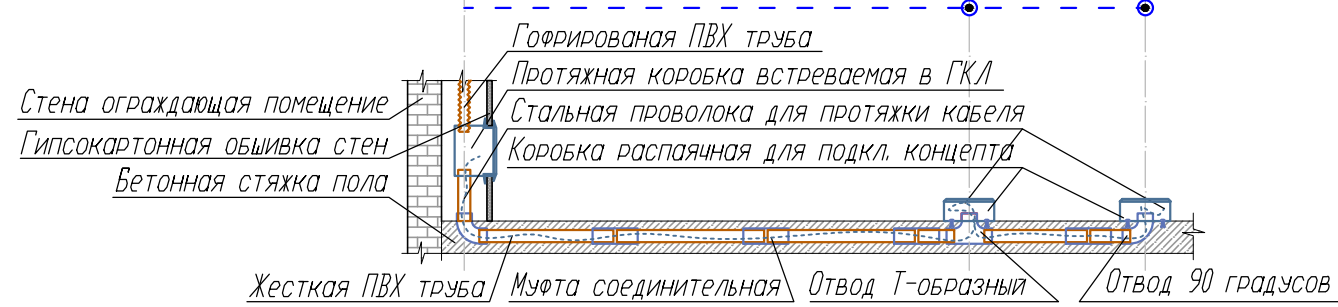 Гофрированая ПВХ труба
Протяжная коробка встреваемая в ГКЛ
Стена ограждающая помещение
Стальная проволока для протяжки кабеля
Гипсокартонная обшивка стен
Коробка распаячная для подкл. концепта
Бетонная стяжка пола
Жесткая ПВХ труба
Муфта соединительная
Отвод Т-образный
Отвод 90 градусов